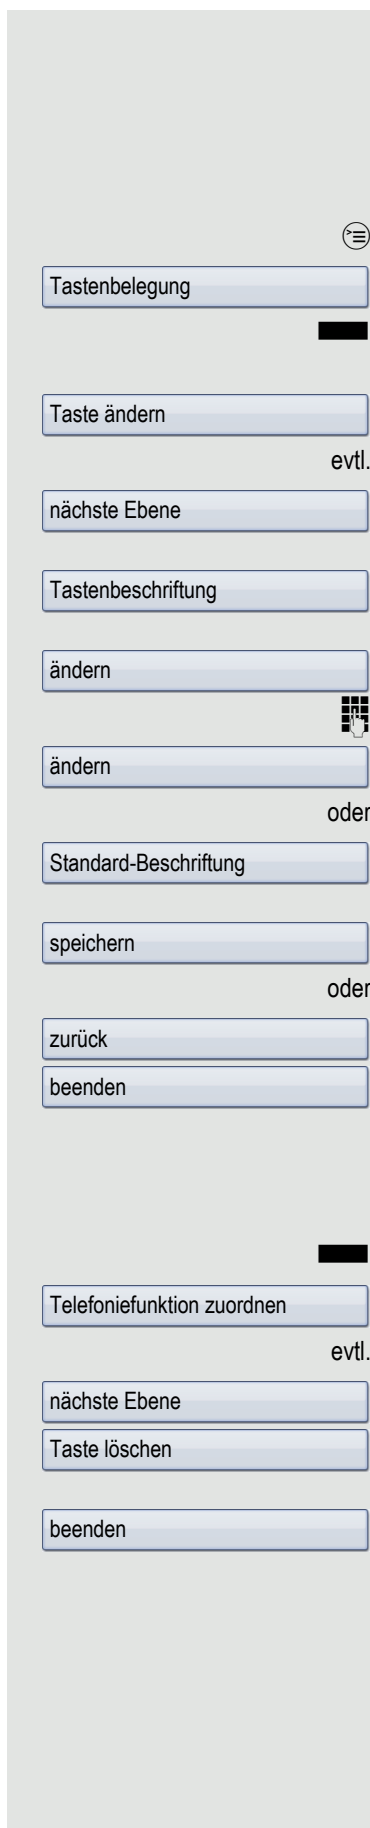 Tastenbelegung
Taste ändern
evtl.
nächste Ebene
Tastenbeschriftung
ändern
ändern
oder
Standard-Beschriftung
speichern
oder
zurück
beenden
Telefoniefunktion zuordnen
evtl.
nächste Ebene
Taste löschen
beenden